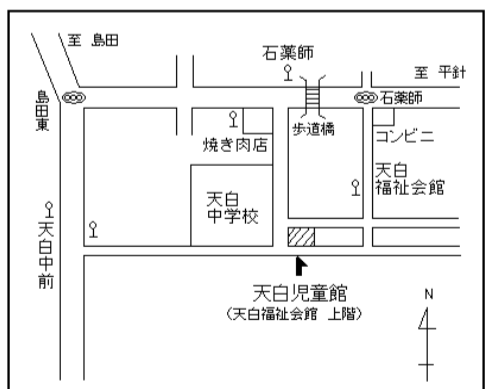 至 島田
石薬師
至 平針
島田東
石薬師
歩道橋
コンビニ
焼き肉店
天白
福祉会館
天白
中学校
天白中前
天白児童館
(天白福祉会館 上階)
N